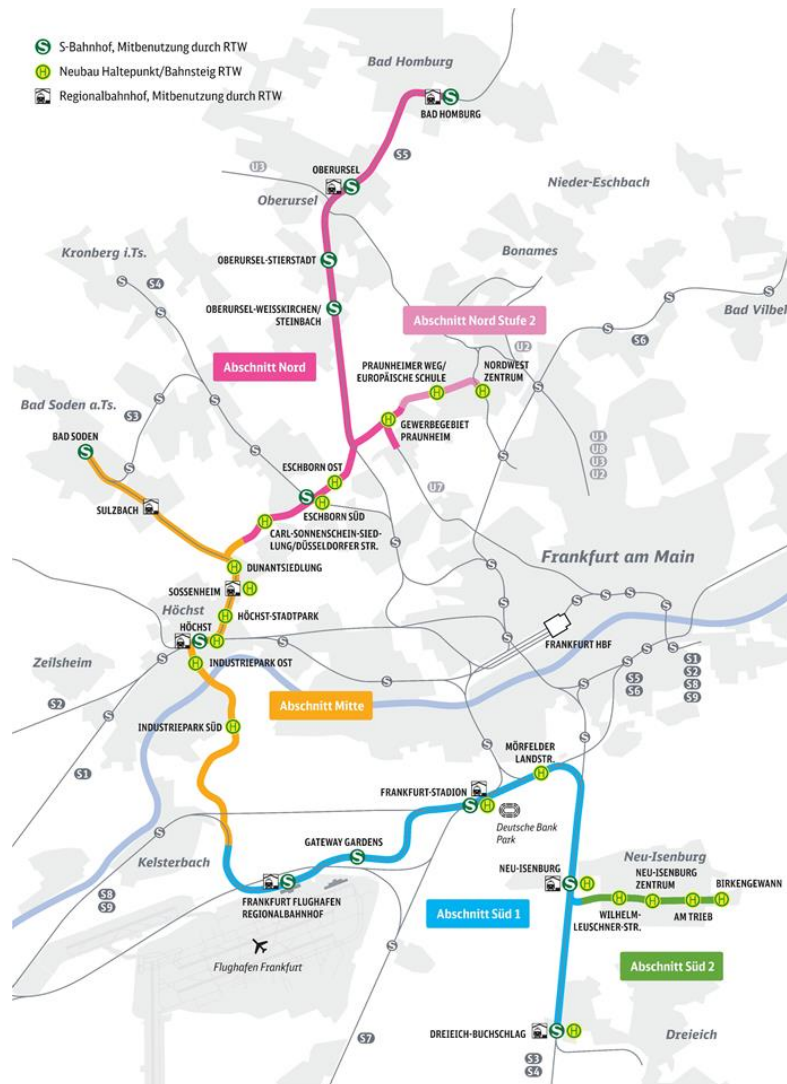 S-Bahnhof, Mitbenutzung durch RTW
Neubau Haltepunkt/Bahnsteig RTW
Regionalbahnhof, Mitbenutzung durch RTW
Bad Homburg
BAD HOMBURG
S5
U3
OBERURSEL
Oberursel
Nieder-Eschbach
Kronberg i.Ts.
S4
OBERURSEL-STIERSTADT
Bonames
OBERURSEL-WEISSKIRCHEN/
STEINBACH
Abschnitt Nord Stufe 2
Bad Vilbel
S6
U2
Abschnitt Nord
PRAUNHEIMER WEG/
EUROPÄISCHE SCHULE
NORDWEST
ZENTRUM
Bad Soden a.Ts.
S3
BAD SODEN
GEWERBEGEBIET
PRAUNHEIM
U1
U8
U3
U2
ESCHBORN OST
U7
SULZBACH
ESCHBORN SÜD
CARL-SONNENSCHEIN-SIED-
LUNG/DÜSSELDORFER STR.
Frankfurt am Main
DUNANTSIEDLUNG
SOSSENHEIM
Höchst
HÖCHST-STADTPARK
HÖCHST
FRANKFURT HBF
Zeilsheim
INDUSTRIEPARK OST
S1
S2
S8
S9
S5
S6
S2
Abschnitt Mitte
INDUSTRIEPARK SÜD
S1
MÖRFELDER
LANDSTR.
FRANKFURT-STADION
Deutsche Bank
Park
GATEWAY GARDENS
Kelsterbach
S8
S9
FRANKFURT FLUGHAFEN
REGIONALBAHNHOF
Neu-Isenburg
NEU-ISENBURG
NEU-ISENBURG
ZENTRUM
BIRKENGEWANN
WILHELM-
LEUSCHNER-STR.
AM TRIEB
Abschnitt Süd 1
Abschnitt Süd 2
Flughafen Frankfurt
S7
DREIEICH-BUCHSCHLAG
Dreieich
S3
S4